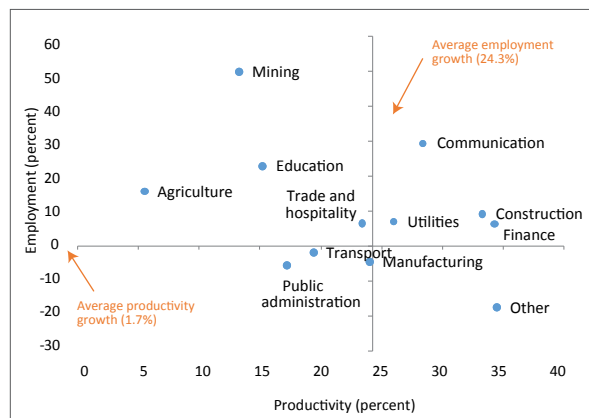 60
50
40
30
20
10
0
-10
-20
-30
Employment (percent)
Average employment
growth (24.3%)
Mining
Communication
Education
Agriculture
Trade and
hospitality
Utilities
Construction
Finance
Transport
Manufacturing
Public
administration
Average productivity
growth (1.7%)
Other
0 5 10 15 20 25 30 35 40
Productivity (percent)